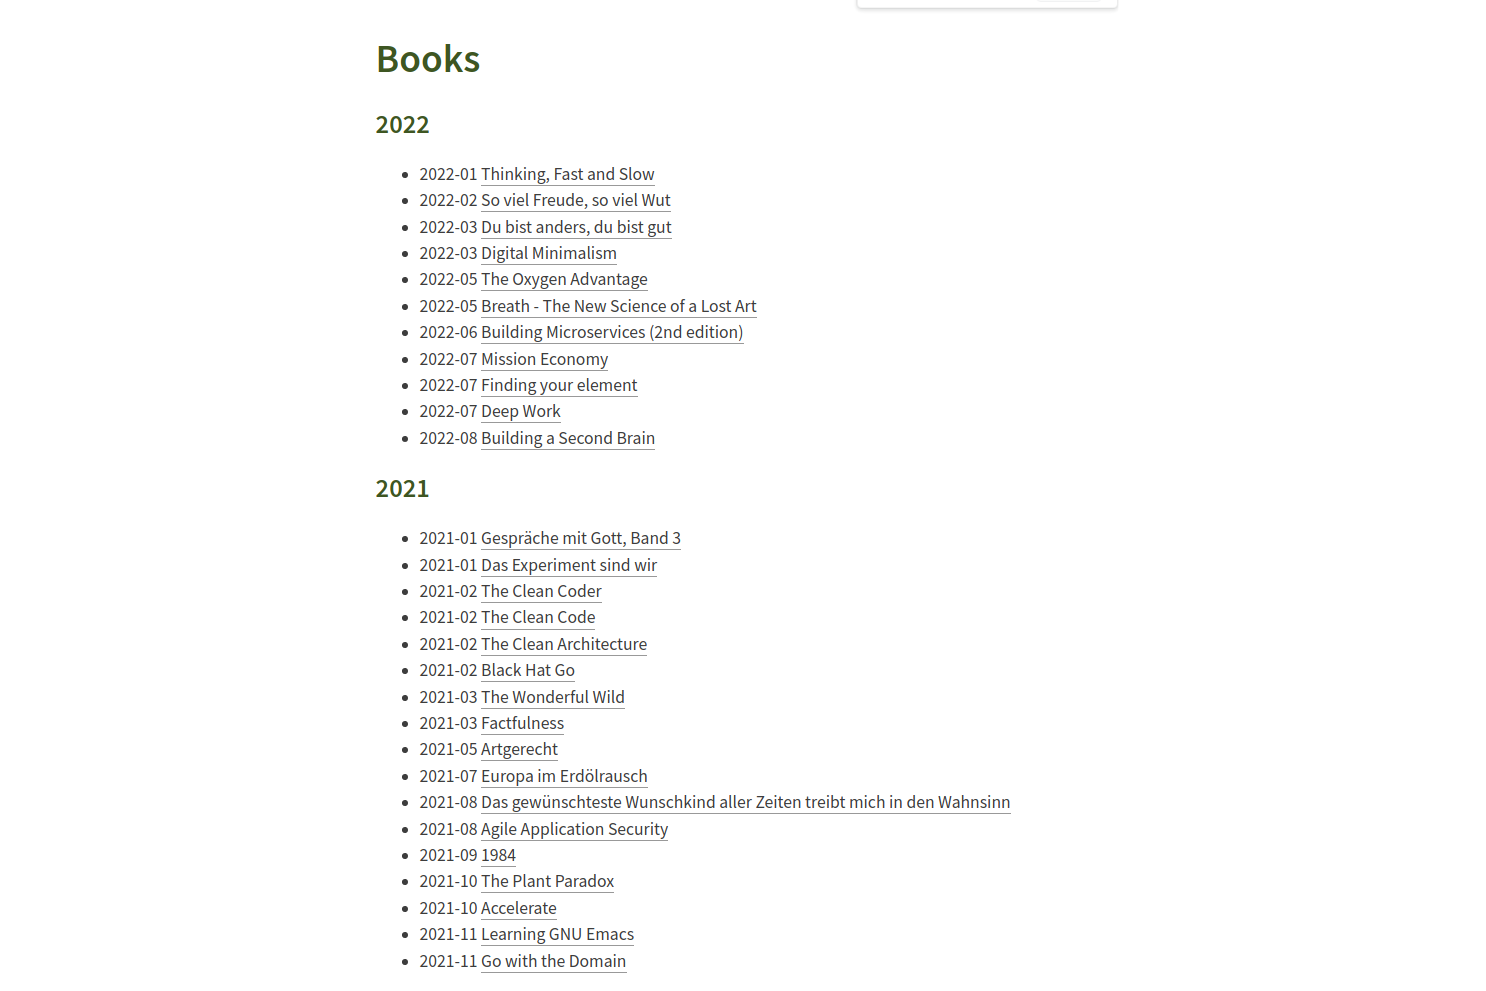 Books
2022
2022-01 Thinking, Fast and Slow
2022-02 So viel Freude, so viel Wut
2022-03 Du bist anders, du bist gut
2022-03 Digital Minimalism
2022-05 The Oxygen Advantage
2022-05 Breath - The New Science of a Lost Art
2022-06 Building Microservices (2nd edition)
2022-07 Mission Economy
2022-07 Finding your element
2022-07 Deep Work
2022-08 Building a Second Brain
2021
2021-01 Gespräche mit Gott, Band 3
2021-01 Das Experiment sind wir
2021-02 The Clean Coder
2021-02 The Clean Code
2021-02 The Clean Architecture
2021-02 Black Hat Go
2021-03 The Wonderful Wild
2021-03 Factfulness
2021-05 Artgerecht
2021-07 Europa im Erdölrausch
2021-08 Das gewünschteste Wunschkind aller Zeiten treibt mich in den Wahnsinn
2021-08 Agile Application Security
2021-09 1984
2021-10 The Plant Paradox
2021-10 Accelerate
2021-11 Learning GNU Emacs
2021-11 Go with the Domain